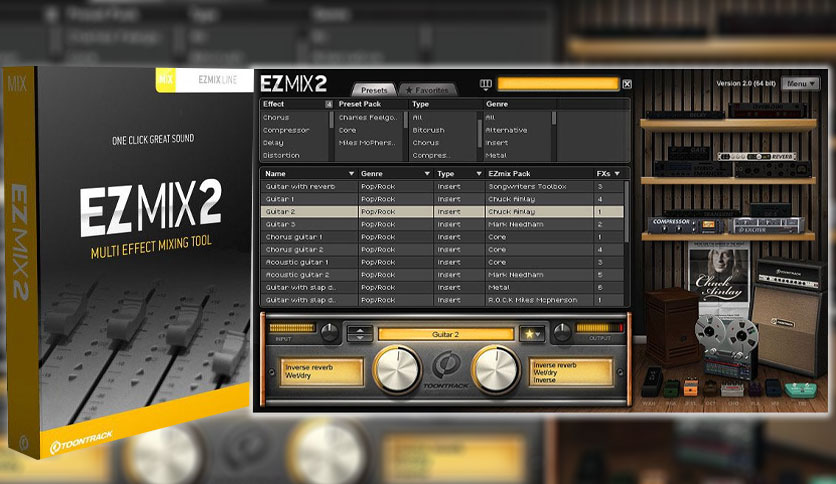 MIX
MIX
EZMIX LINE
ONE CLICK GREAT SOUND
EZMIX2
MULTI EFFECT MIXING TOOL
EZMIX2
TOONTRACK
EZMIX2
Presets
★ Favorites
Version 2.0 (64 bit)
Menu
Effect 4 Preset Pack Type Genre
Chorus Charles Feelgo.. All All
Compressor Core Bitcrush Alternative
Delay Miles McPhers.. Chorus Insert
Distortion Compres.. Metal
Name Genre Type EZmix Pack FXs
Guitar with reverb Pop/Rock Insert Songwriters Toolbox 3
Guitar 1 Pop/Rock Insert Chuck Ainlay 4
Guitar 2 Pop/Rock Insert Chuck Ainlay 1
Guitar 3 Pop/Rock Insert Mark Needham 2
Chorus guitar 1 Pop/Rock Insert Core 1
Chorus guitar 2 Pop/Rock Insert Core 4
Acoustic guitar 1 Pop/Rock Insert Core 3
Acoustic guitar 2 Pop/Rock Insert Mark Needham 5
Guitar with slap d.. Pop/Rock Insert Metal 6
Guitar with slap d.. Pop/Rock Insert R.O.C.K Miles Mcpherson 1
INPUT
Guitar 2
OUTPUT
Inverse reverb
Wet/dry
TOONTRACK
Inverse reverb
Wet/dry
Inverse
DELAY
REVERB
COMPRESSOR
EXCITER
Chuck
Ainlay
TOONTRACK